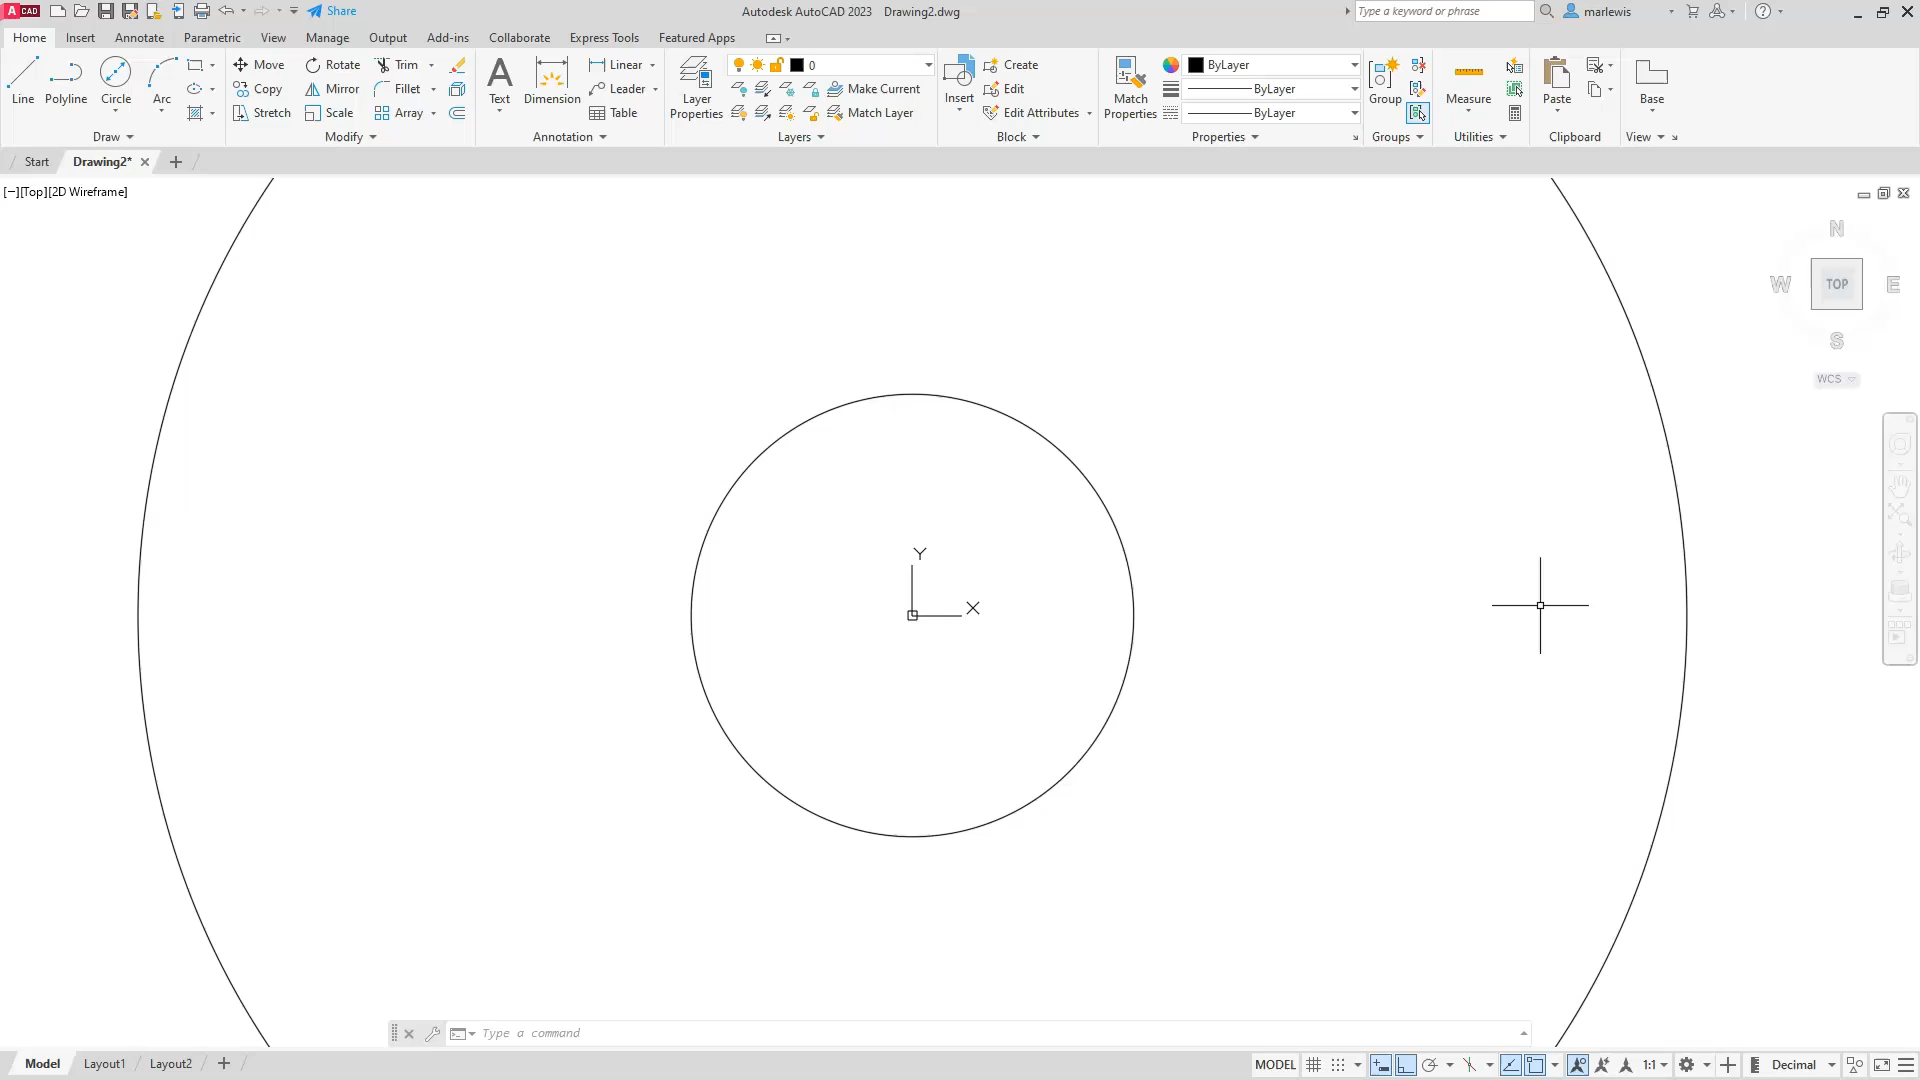 A CAD Share Autodesk AutoCAD 2023 Drawing2.dwg Type a keyword or phrase marlewis
Home Insert Annotate Parametric View Manage Output Add-ins Collaborate Express Tools Featured Apps
Line Polyline Circle Arc
Move Rotate Trim
Copy Mirror Fillet
Stretch Scale Array
Text Dimension
Linear
Leader
Table
Layer Properties
0
Make Current
Match Layer
Insert
Create
Edit
Edit Attributes
Match Properties
ByLayer
ByLayer
ByLayer
Group
Measure
Paste
Base
Draw Modify Annotation Layers Block Properties Groups Utilities Clipboard View
Start Drawing2*
[−][Top][2D Wireframe]
N
W TOP E
S
WCS
Y
X
Type a command
Model Layout1 Layout2 MODEL 1:1 Decimal